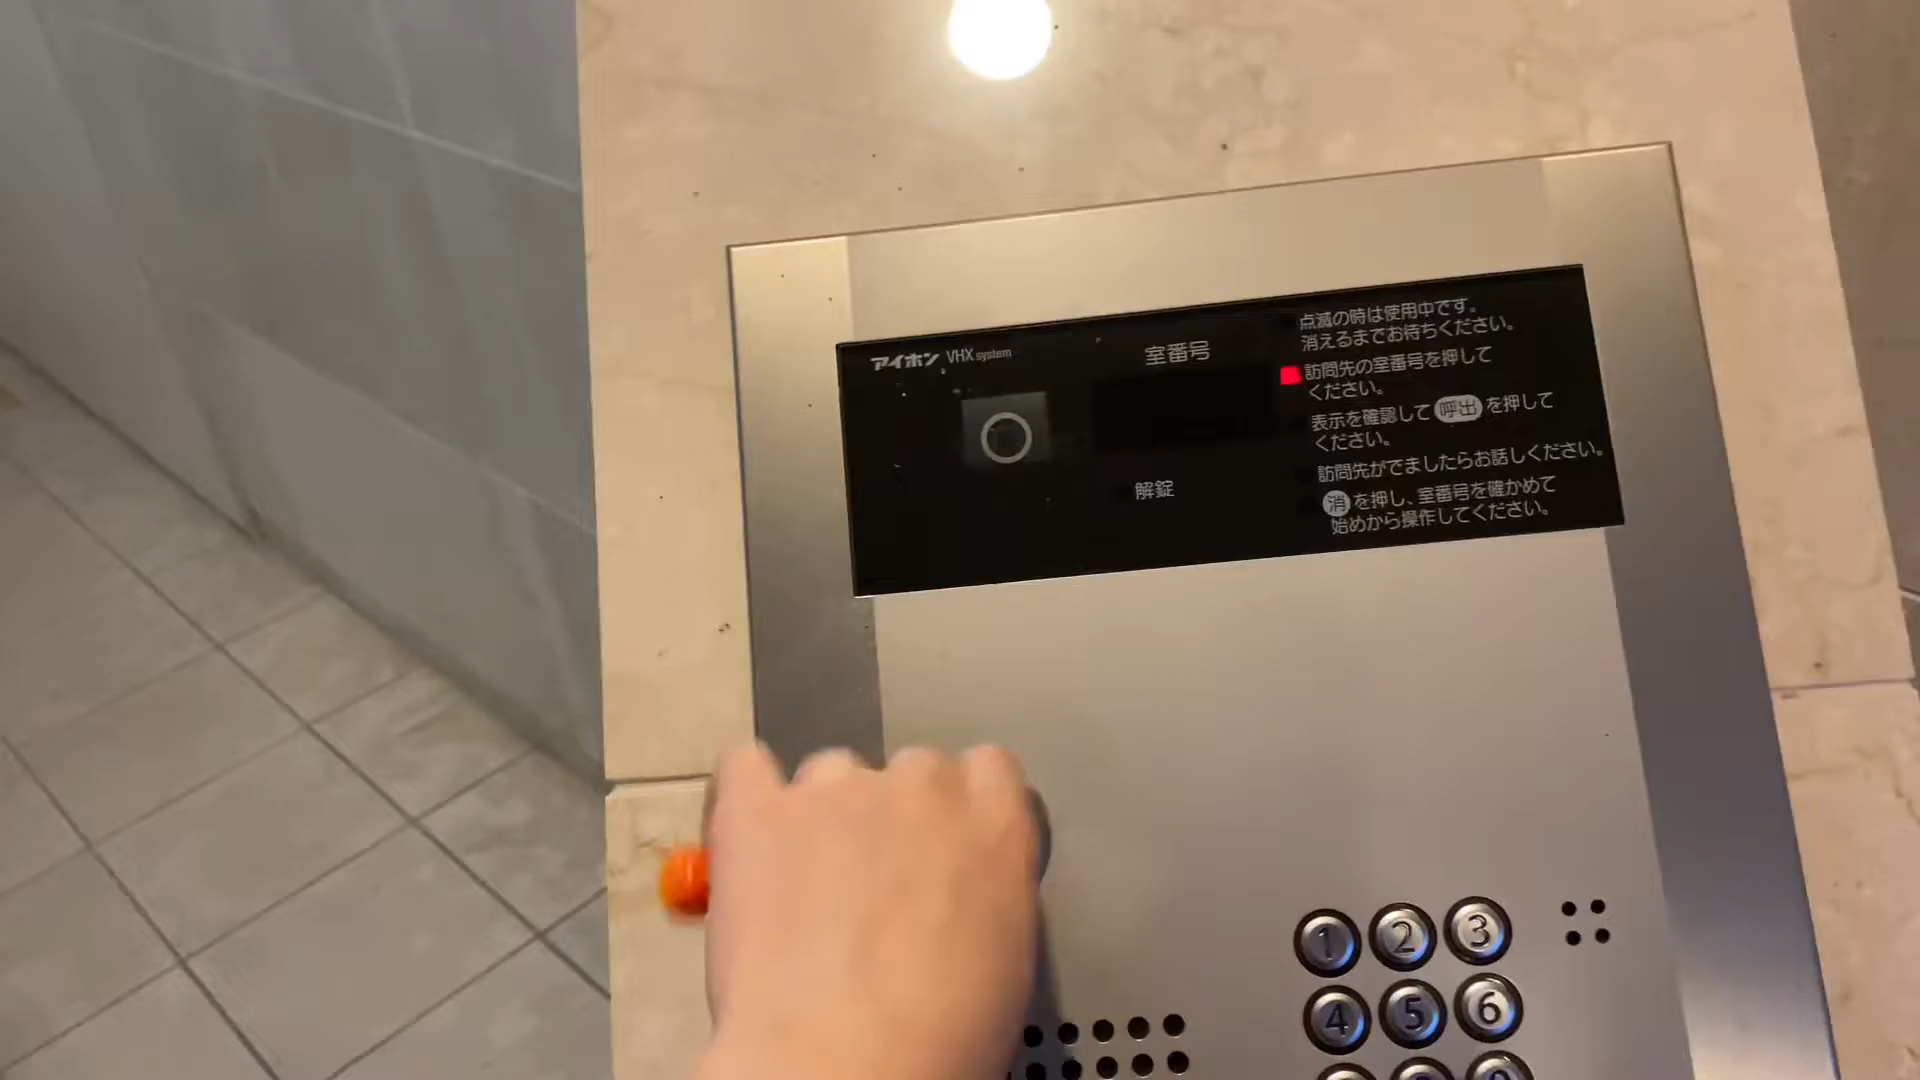 アイホン VHX system
室番号
解錠
点滅の時は使用中です。
消えるまでお待ちください。
訪問先の室番号を押して
ください。
表示を確認して 呼出 を押して
ください。
訪問先がでましたらお話しください。
消 を押し、室番号を確かめて
始めから操作してください。
1 2 3
4 5 6